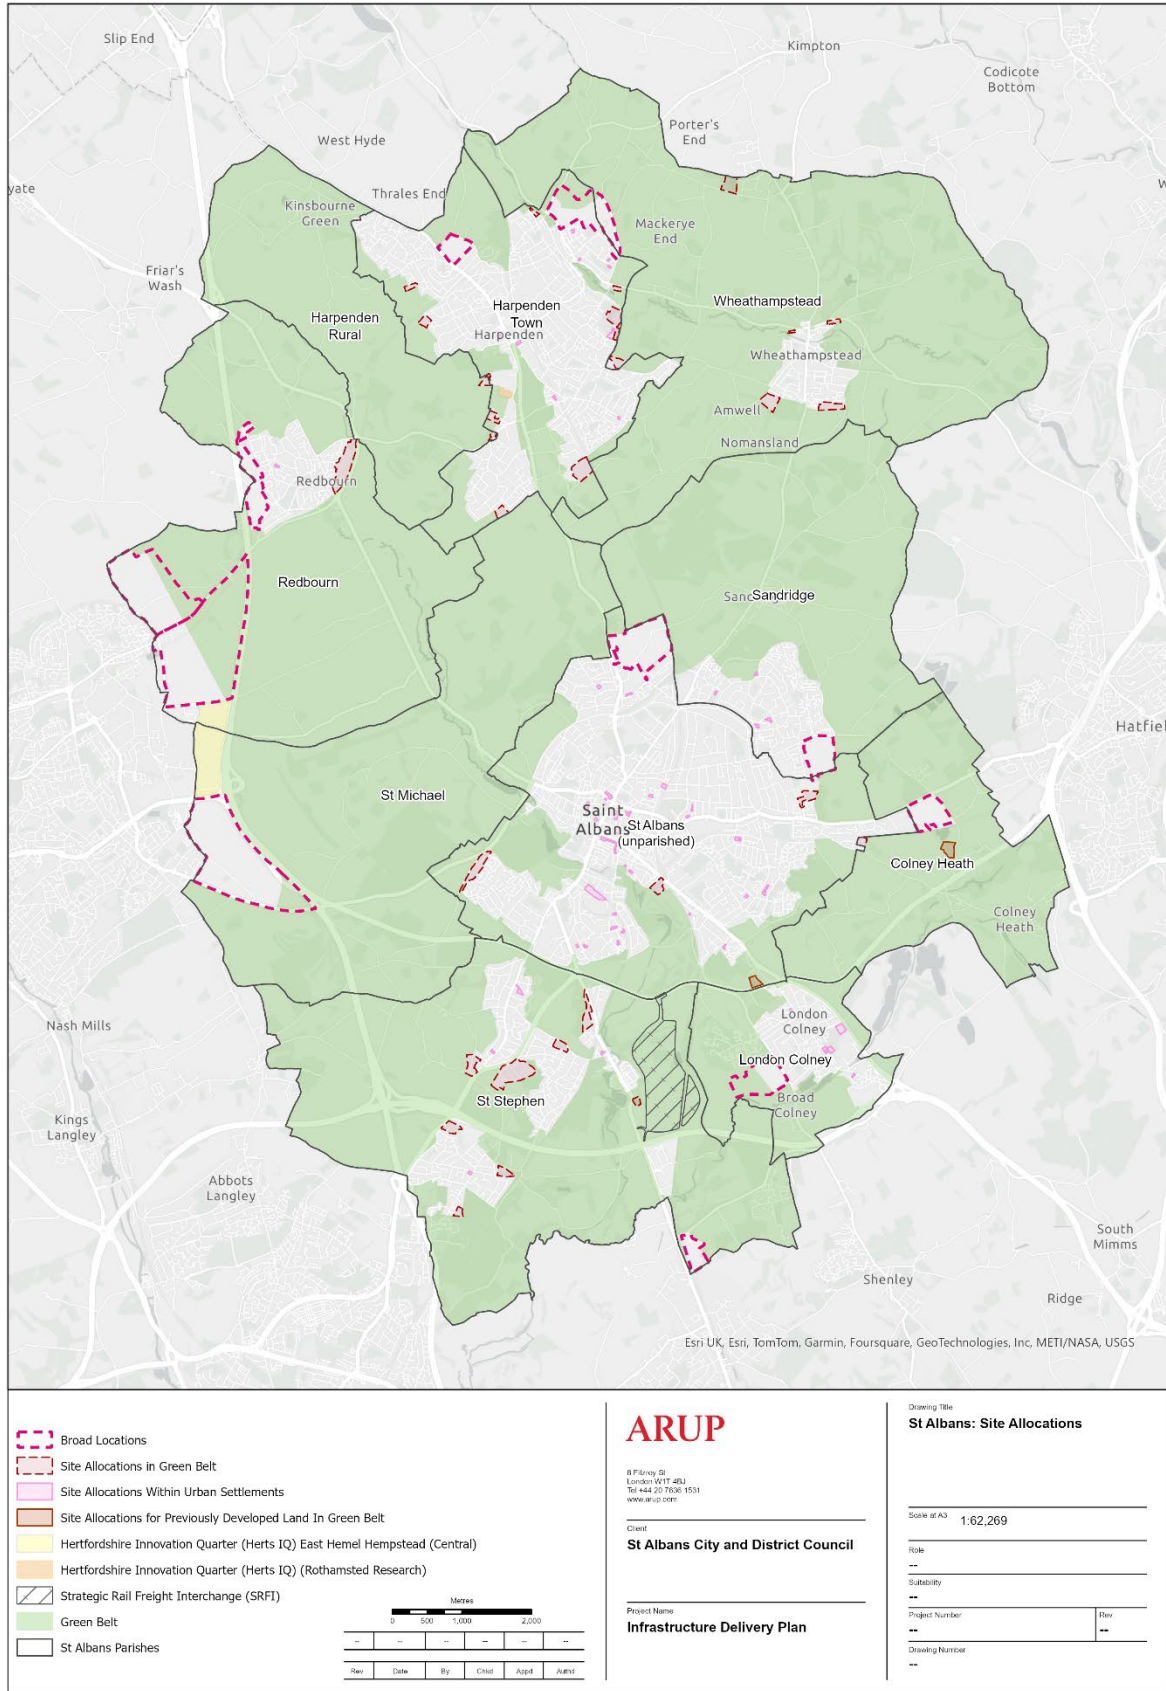 Slip End
Kimpton
Codicote
Bottom
Porter's
End
West Hyde
Thrales End
Kinsbourne
Green
yate
Mackerye
End
Friar's
Wash
Wheathampstead
Harpenden
Town
Harpenden
Harpenden
Rural
Wheathampstead
Amwell
Nomansland
Redbourn
Redbourn
Sandridge
Hatfiel
St Michael
Saint
Albans
St Albans
(unparished)
Colney Heath
Colney
Heath
London
Colney
Nash Mills
London Colney
St Stephen
Broad
Colney
Kings
Langley
Abbots
Langley
South
Mimms
Shenley
Ridge
Esri UK, Esri, TomTom, Garmin, Foursquare, GeoTechnologies, Inc, METI/NASA, USGS
Broad Locations
Site Allocations in Green Belt
Site Allocations Within Urban Settlements
Site Allocations for Previously Developed Land In Green Belt
Hertfordshire Innovation Quarter (Herts IQ) East Hemel Hempstead (Central)
Hertfordshire Innovation Quarter (Herts IQ) (Rothamsted Research)
Strategic Rail Freight Interchange (SRFI)
Green Belt
St Albans Parishes
Metres
0 500 1,000 2,000
-- -- -- -- -- --
Rev Date By Chkd Appd Authd
ARUP
8 Fitzroy St
London W1T 4BJ
Tel +44 20 7636 1531
www.arup.com
Client
St Albans City and District Council
Project Name
Infrastructure Delivery Plan
Drawing Title
St Albans: Site Allocations
Scale at A3 1:62,269
Role
--
Suitability
--
Project Number Rev
-- --
Drawing Number
--